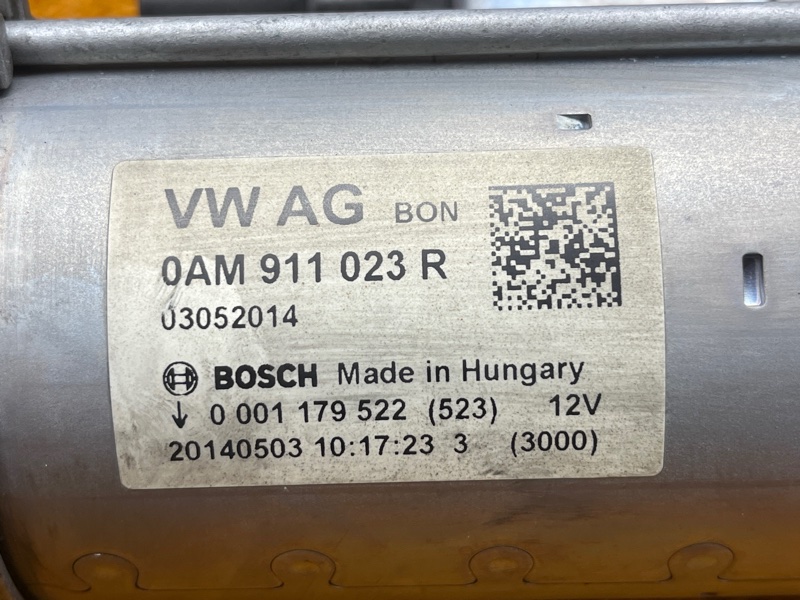 VW AG BON
0AM 911 023 R
03052014
BOSCH Made in Hungary
↓ 0 001 179 522 (523) 12V
20140503 10:17:23 3 (3000)